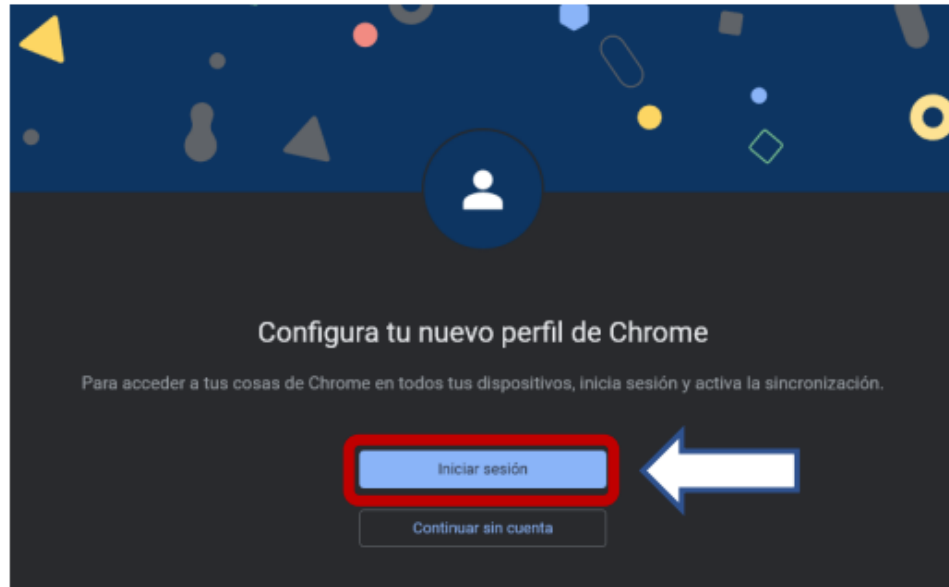 Configura tu nuevo perfil de Chrome
Para acceder a tus cosas de Chrome en todos tus dispositivos, inicia sesión y activa la sincronización.
Iniciar sesión
Continuar sin cuenta